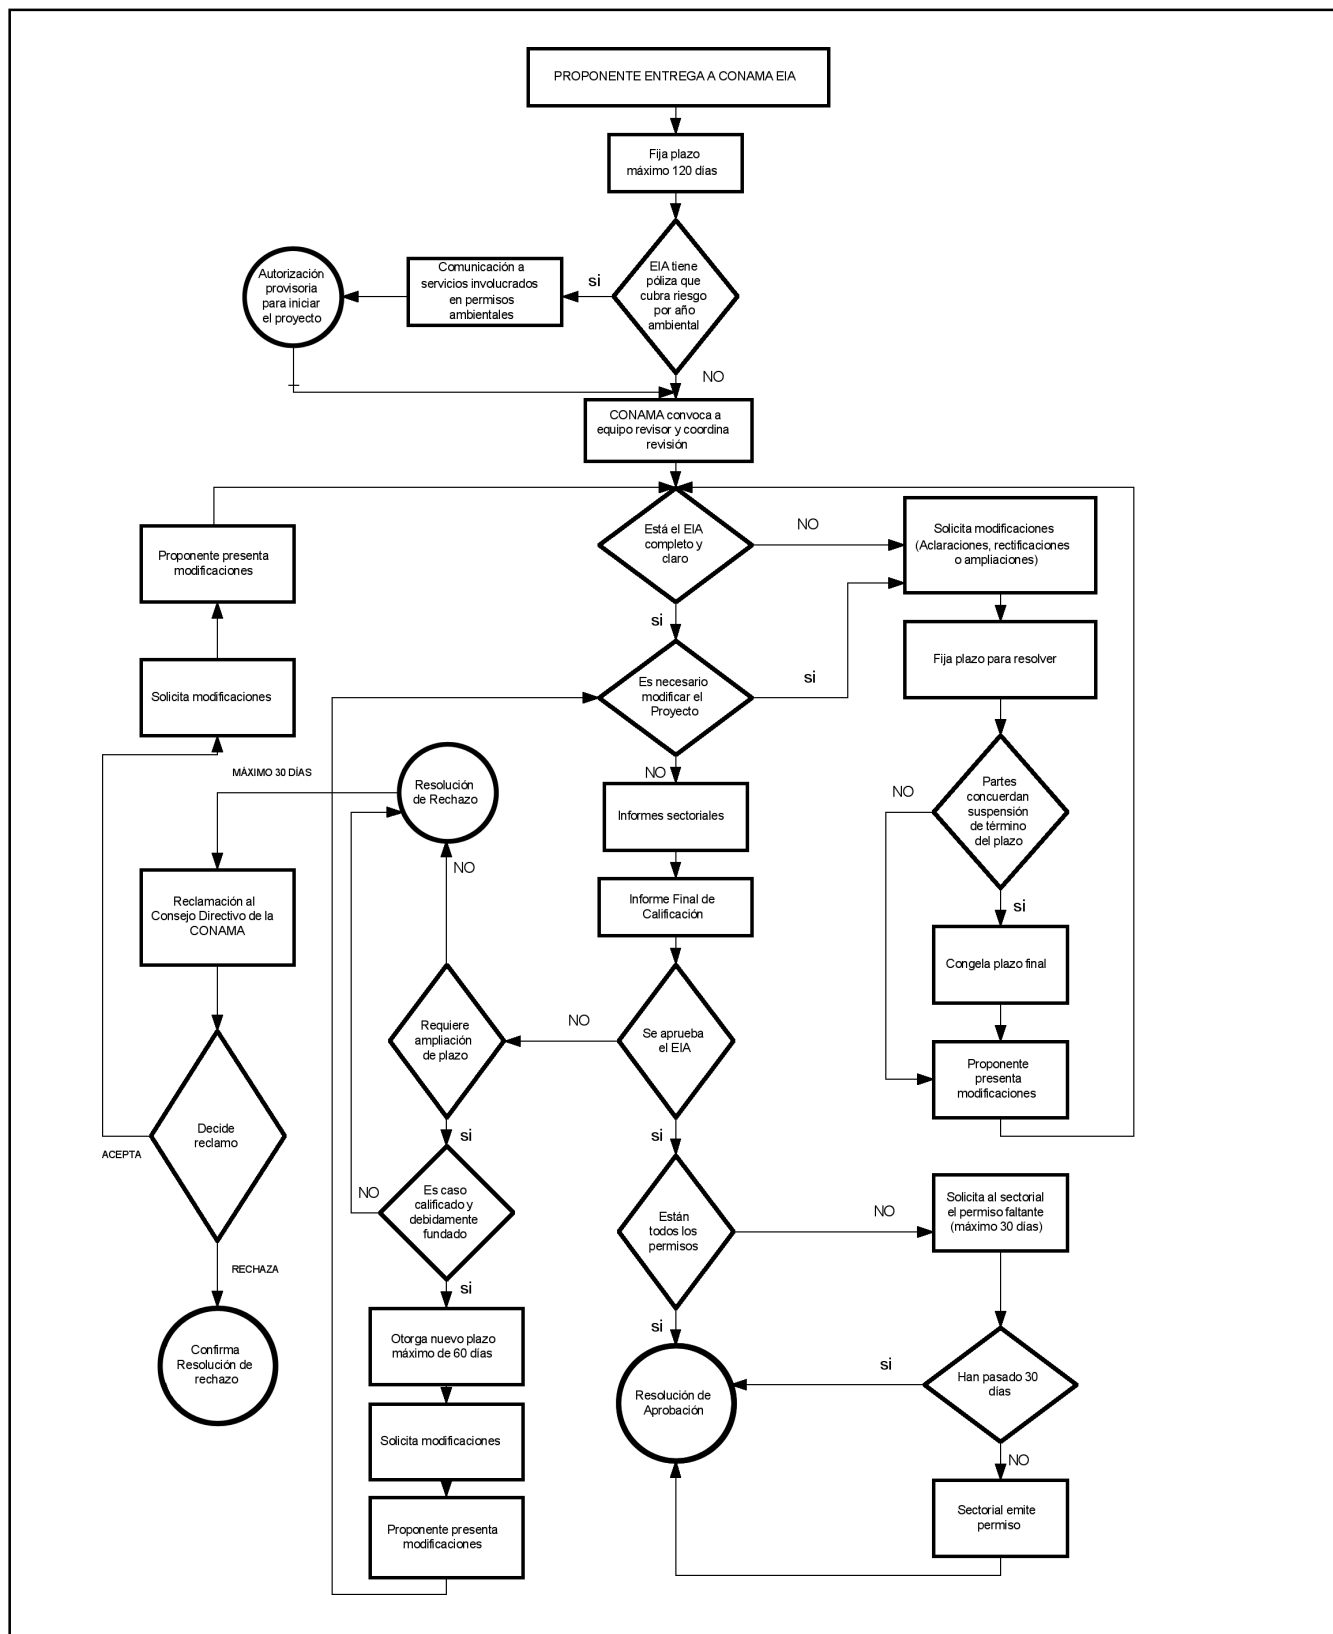 PROPONENTE ENTREGA A CONAMA EIA
Fija plazo
máximo 120 días
EIA tiene
póliza que
cubra riesgo
por año
ambiental
si
Comunicación a
servicios involucrados
en permisos
ambientales
Autorización
provisoria
para iniciar
el proyecto
NO
CONAMA convoca a
equipo revisor y coordina
revisión
Está el EIA
completo y
claro
NO
Solicita modificaciones
(Aclaraciones, rectificaciones
o ampliaciones)
Proponente presenta
modificaciones
si
Fija plazo para resolver
Es necesario
modificar el
Proyecto
si
Solicita modificaciones
MÁXIMO 30 DÍAS
Resolución
de Rechazo
NO
Informes sectoriales
NO
Partes
concuerdan
suspensión
de término
del plazo
NO
Reclamación al
Consejo Directivo de la
CONAMA
Informe Final de
Calificación
si
Congela plazo final
Requiere
ampliación
de plazo
NO
Se aprueba
el EIA
Proponente
presenta
modificaciones
Decide
reclamo
ACEPTA
si
si
Es caso
calificado y
debidamente
fundado
NO
Están
todos los
permisos
NO
Solicita al sectorial
el permiso faltante
(máximo 30 días)
RECHAZA
si
si
Confirma
Resolución de
rechazo
Otorga nuevo plazo
máximo de 60 días
Resolución de
Aprobación
si
Han pasado 30
días
Solicita modificaciones
NO
Proponente presenta
modificaciones
Sectorial emite
permiso